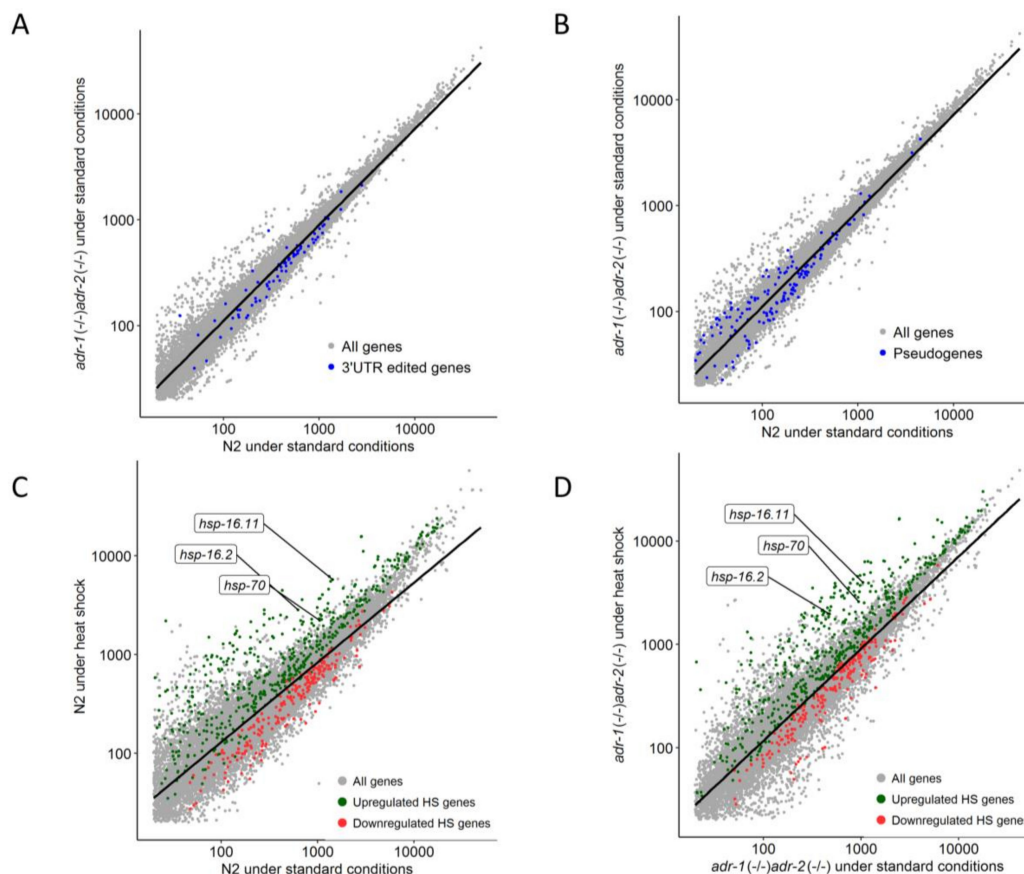 A
adr-1(-/-)adr-2(-/-) under standard conditions
10000
1000
100
All genes
3'UTR edited genes
100 1000 10000
N2 under standard conditions
B
adr-1(-/-)adr-2(-/-) under standard conditions
10000
1000
100
All genes
Pseudogenes
100 1000 10000
N2 under standard conditions
C
N2 under heat shock
10000
1000
100
hsp-16.11
hsp-16.2
hsp-70
All genes
Upregulated HS genes
Downregulated HS genes
100 1000 10000
N2 under standard conditions
D
adr-1(-/-)adr-2(-/-) under heat shock
10000
1000
100
hsp-16.11
hsp-70
hsp-16.2
All genes
Upregulated HS genes
Downregulated HS genes
100 1000 10000
adr-1(-/-)adr-2(-/-) under standard conditions